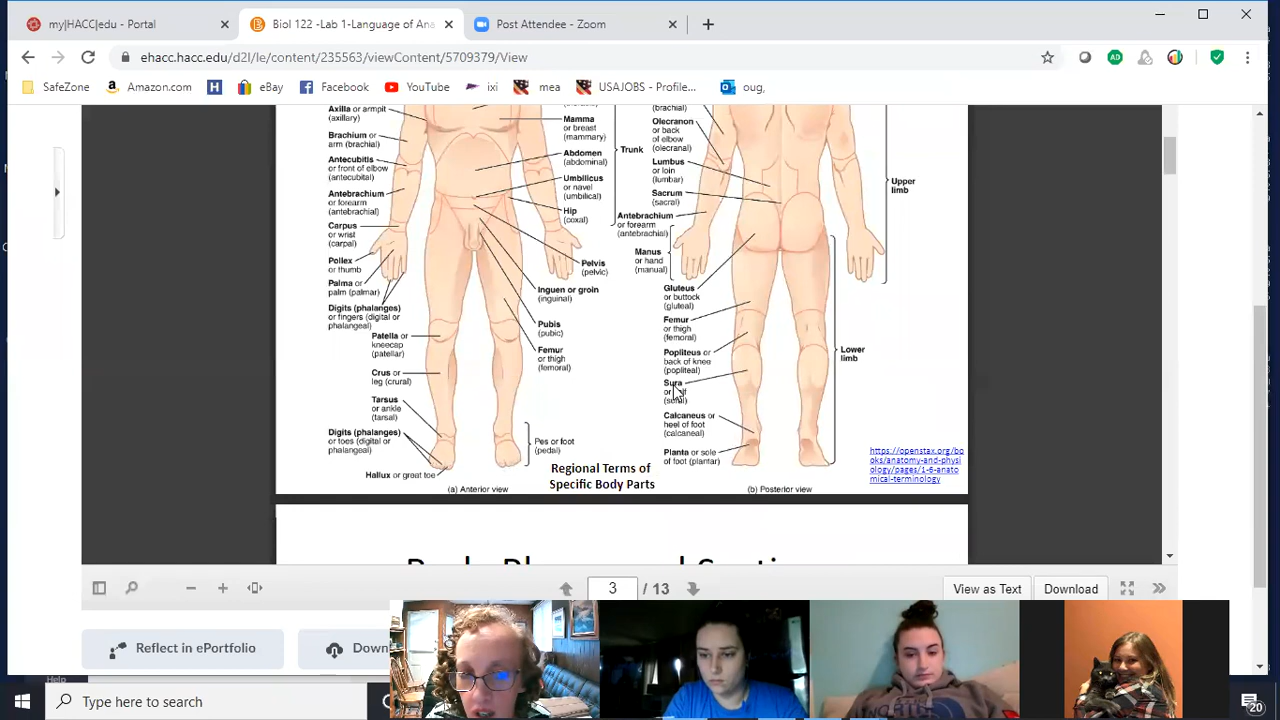 my|HACC|edu - Portal
Biol 122 -Lab 1-Language of Ana
Post Attendee - Zoom
ehacc.hacc.edu/d2l/le/content/235563/viewContent/5709379/View
SafeZone
Amazon.com
eBay
Facebook
YouTube
ixi
mea
USAJOBS - Profile...
oug,
Axilla or armpit
(axillary)
Brachium or
arm (brachial)
Antecubitis
or front of elbow
(antecubital)
Antebrachium
or forearm
(antebrachial)
Carpus
or wrist
(carpal)
Pollex
or thumb
Palma or
palm (palmar)
Digits (phalanges)
or fingers (digital or
phalangeal)
Patella or
kneecap
(patellar)
Crus or
leg (crural)
Tarsus
or ankle
(tarsal)
Digits (phalanges)
or toes (digital or
phalangeal)
Hallux or great toe
Mamma
or breast
(mammary)
Abdomen
(abdominal)
Umbilicus
or navel
(umbilical)
Hip
(coxal)
Trunk
Pelvis
(pelvic)
Inguen or groin
(inguinal)
Pubis
(pubic)
Femur
or thigh
(femoral)
Pes or foot
(pedal)
(a) Anterior view
Regional Terms of
Specific Body Parts
(brachial)
Olecranon
or back
of elbow
(olecranal)
Lumbus
or loin
(lumbar)
Sacrum
(sacral)
Antebrachium
or forearm
(antebrachial)
Manus
or hand
(manual)
Gluteus
or buttock
(gluteal)
Femur
or thigh
(femoral)
Popliteus or
back of knee
(popliteal)
Sura
or
Calcaneus or
heel of foot
(calcaneal)
Planta or sole
of foot (plantar)
Upper
limb
Lower
limb
(b) Posterior view
https://openstax.org/bo
oks/anatomy-and-physi
ology/pages/1-6-anato
mical-terminology
3 / 13
View as Text
Download
Reflect in ePortfolio
Down
Help
Type here to search
20